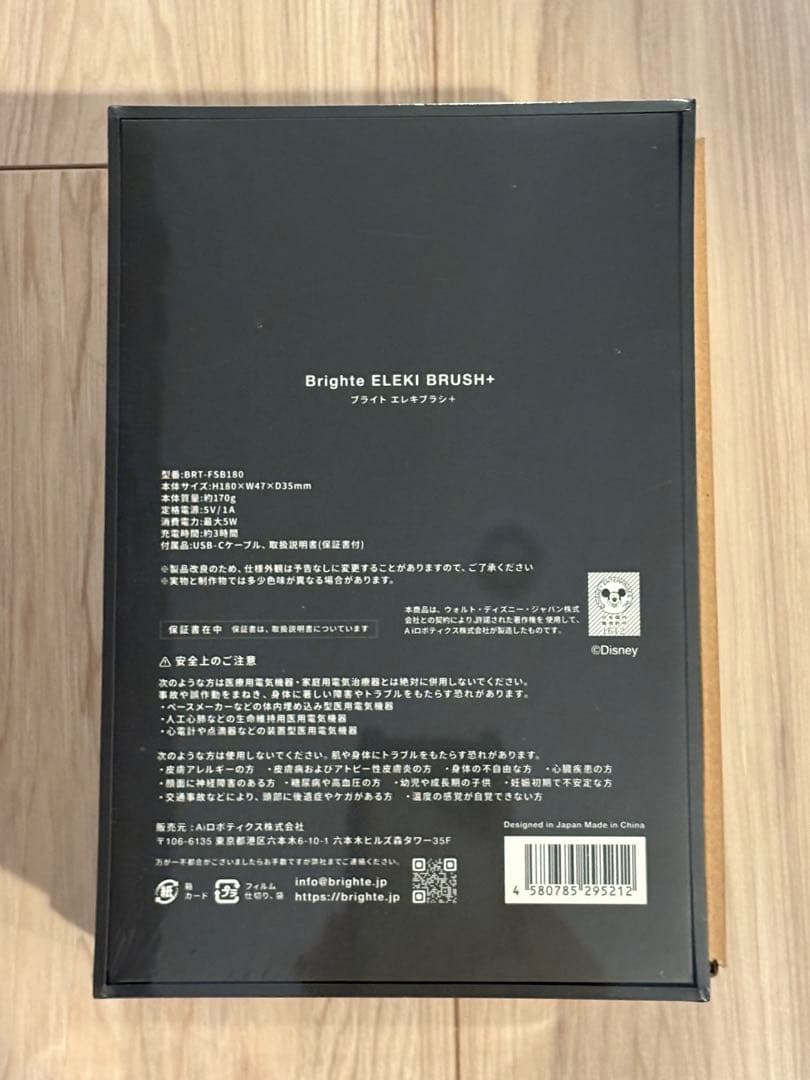 Brighte ELEKI BRUSH+
ブライト エレキブラシ+
型番:BRT-FSB180
本体サイズ:H180×W47×D35mm
本体質量:約170g
定格電源:5V/1A
消費電力:最大5W
充電時間:約3時間
付属品:USB-Cケーブル、取扱説明書(保証書付)
※製品改良のため、仕様外観は予告なしに変更することがありますので、ご了承ください
※実物と制作物では多少色味が異なる場合があります。
本商品は、ウォルト・ディズニー・ジャパン株式
会社との契約により,許諾された著作権を使用して、
AiロボティクスAi株式会社が製造したものです。
©Disney
保証書在中 保証書は、取扱説明書についています
⚠ 安全上のご注意
次のような方は医療用電気機器・家庭用電気治療器とは絶対に併用しないでください。
事故や誤作動をまねき、身体に著しい障害やトラブルをもたらす恐れがあります。
・ペースメーカーなどの体内埋め込み型医用電気機器
・人工心肺などの生命維持用医用電気機器
・心電計や点滴器などの装置型医用電気機器
次のような方は使用しないでください。肌や身体にトラブルをもたらす恐れがあります。
・皮膚アレルギーの方 ・皮膚病およびアトピー性皮膚炎の方 ・身体の不自由な方 ・心臓疾患の方
・顔面に神経障害のある方 ・糖尿病や高血圧の方 ・幼児や成長期の子供 ・妊娠初期で不安定な方
・交通事故などにより、頭部に後遺症やケガがある方 ・温度の感覚が自覚できない方
販売元:Aiロボティクス株式会社
〒106-6135 東京都港区六本木6-10-1 六本木ヒルズ森タワー35F
万が一不都合がございましたらお手数ですが弊社までご連絡ください。
紙 箱
カード
プラ フィルム
仕切り、袋
info@brighte.jp
https://brighte.jp
Designed in Japan Made in China
4 580785 295212